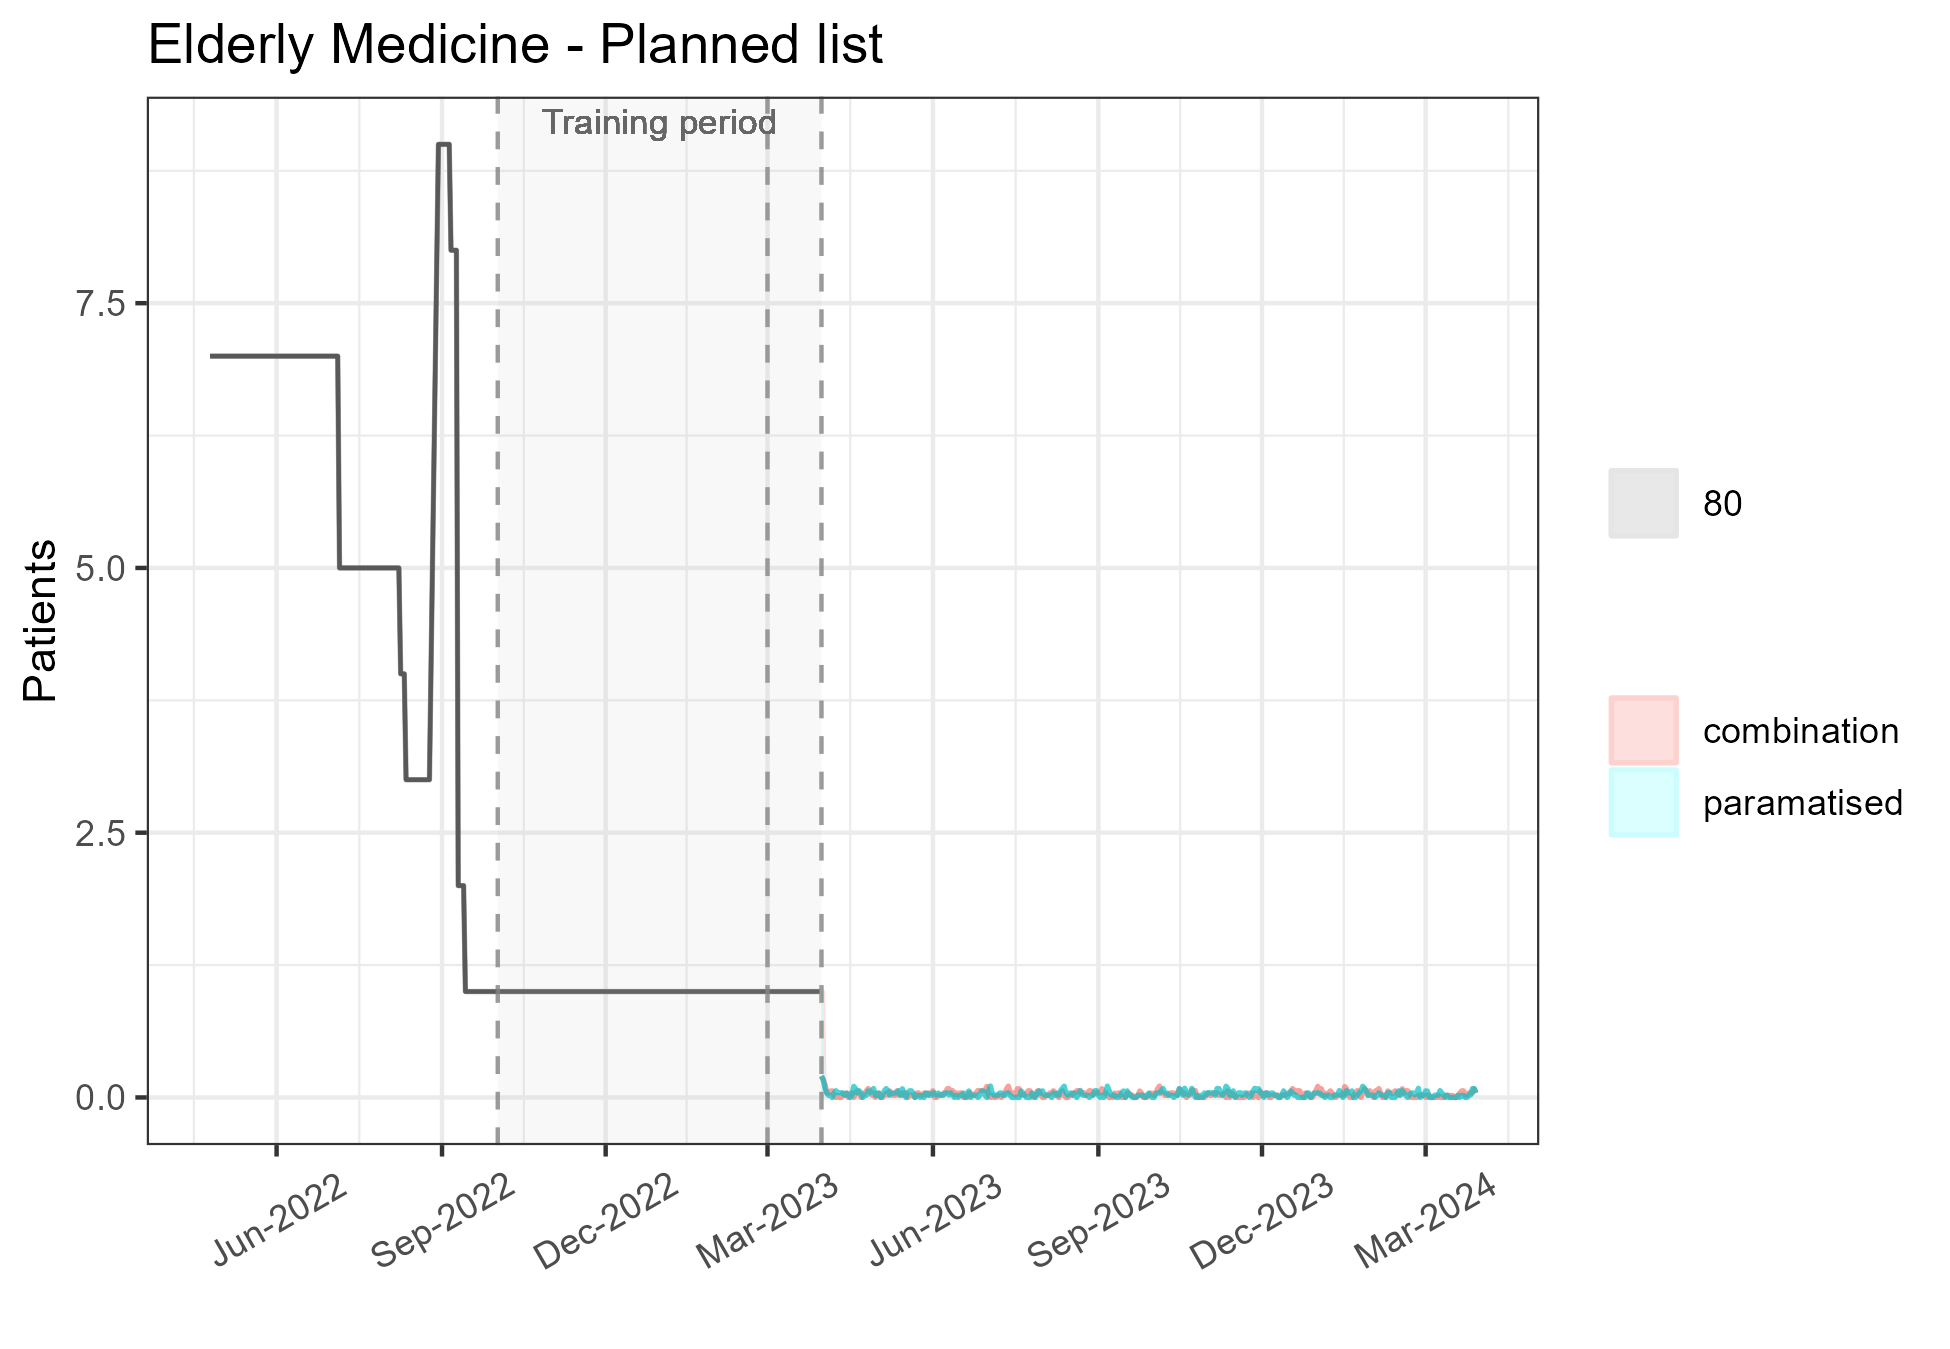 Elderly Medicine - Planned list
Training period
Patients
7.5
5.0
2.5
0.0
Jun-2022
Sep-2022
Dec-2022
Mar-2023
Jun-2023
Sep-2023
Dec-2023
Mar-2024
80
combination
paramatised